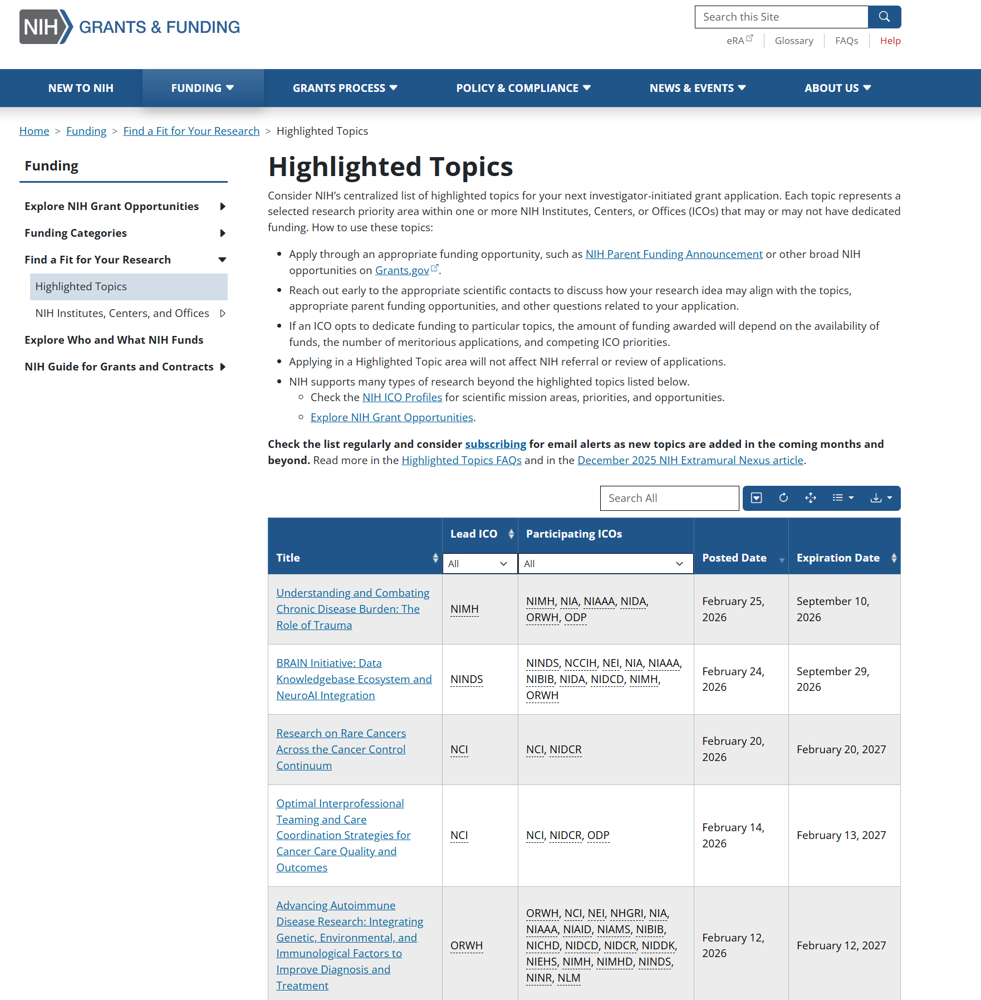 NIH GRANTS & FUNDING
Search this Site
eRA
Glossary
FAQs
Help
NEW TO NIH
FUNDING
GRANTS PROCESS
POLICY & COMPLIANCE
NEWS & EVENTS
ABOUT US
Home > Funding > Find a Fit for Your Research > Highlighted Topics
Funding
Explore NIH Grant Opportunities
Funding Categories
Find a Fit for Your Research
Highlighted Topics
NIH Institutes, Centers, and Offices
Explore Who and What NIH Funds
NIH Guide for Grants and Contracts
Highlighted Topics
Consider NIH’s centralized list of highlighted topics for your next investigator-initiated grant application. Each topic represents a
selected research priority area within one or more NIH Institutes, Centers, or Offices (ICOs) that may or may not have dedicated
funding. How to use these topics:
• Apply through an appropriate funding opportunity, such as NIH Parent Funding Announcement or other broad NIH
opportunities on Grants.gov.
• Reach out early to the appropriate scientific contacts to discuss how your research idea may align with the topics,
appropriate parent funding opportunities, and other questions related to your application.
• If an ICO opts to dedicate funding to particular topics, the amount of funding awarded will depend on the availability of
funds, the number of meritorious applications, and competing ICO priorities.
• Applying in a Highlighted Topic area will not affect NIH referral or review of applications.
• NIH supports many types of research beyond the highlighted topics listed below.
◦ Check the NIH ICO Profiles for scientific mission areas, priorities, and opportunities.
◦ Explore NIH Grant Opportunities.
Check the list regularly and consider subscribing for email alerts as new topics are added in the coming months and
beyond. Read more in the Highlighted Topics FAQs and in the December 2025 NIH Extramural Nexus article.
Search All
Title
Lead ICO
All
Participating ICOs
All
Posted Date
Expiration Date
Understanding and Combating
Chronic Disease Burden: The
Role of Trauma
NIMH
NIMH, NIA, NIAAA, NIDA,
ORWH, ODP
February 25,
2026
September 10,
2026
BRAIN Initiative: Data
Knowledgebase Ecosystem and
NeuroAI Integration
NINDS
NINDS, NCCIH, NEI, NIA, NIAAA,
NIBIB, NIDA, NIDCD, NIMH,
ORWH
February 24,
2026
September 29,
2026
Research on Rare Cancers
Across the Cancer Control
Continuum
NCI
NCI, NIDCR
February 20,
2026
February 20, 2027
Optimal Interprofessional
Teaming and Care
Coordination Strategies for
Cancer Care Quality and
Outcomes
NCI
NCI, NIDCR, ODP
February 14,
2026
February 13, 2027
Advancing Autoimmune
Disease Research: Integrating
Genetic, Environmental, and
Immunological Factors to
Improve Diagnosis and
Treatment
ORWH
ORWH, NCI, NEI, NHGRI, NIA,
NIAAA, NIAID, NIAMS, NIBIB,
NICHD, NIDCD, NIDCR, NIDDK,
NIEHS, NIMH, NIMHD, NINDS,
NINR, NLM
February 12,
2026
February 12, 2027